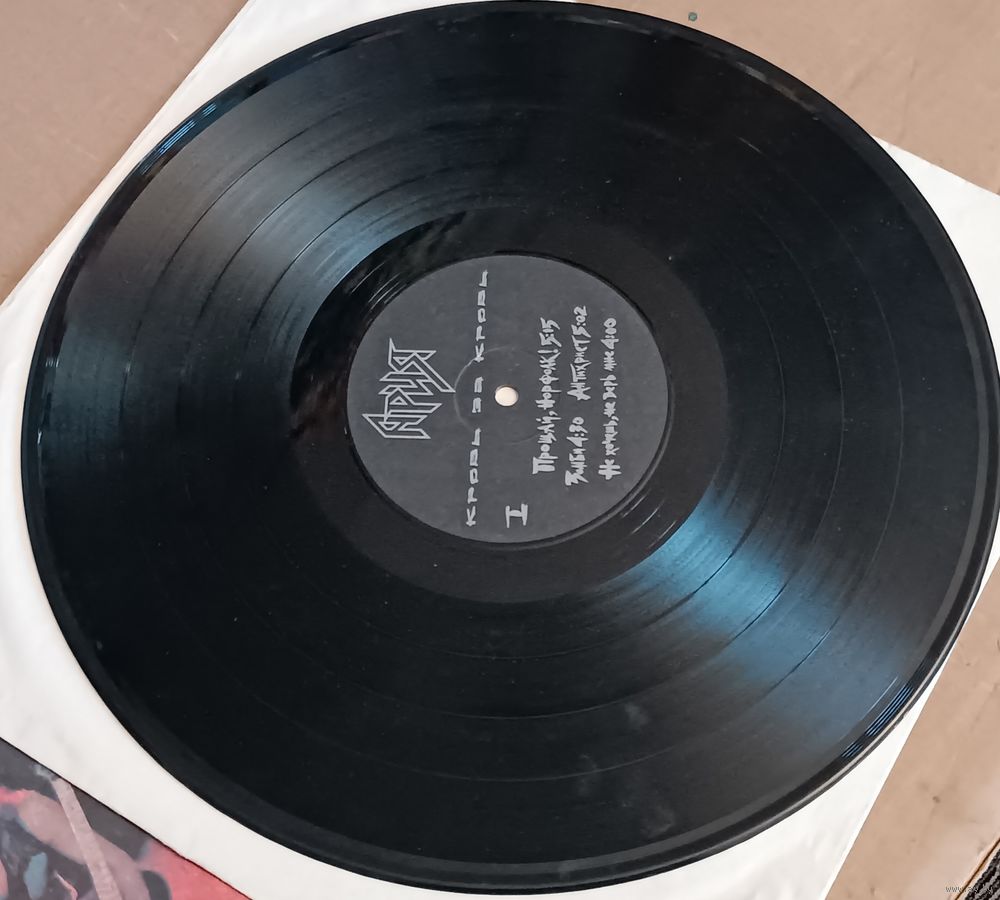 Ария
КРОВЬ ЗА КРОВЬ
I
Прощай, Норфолк! 5:15
Зомби 4:90 Антихрист 5:02
Не хочешь, не верь мне 4:00